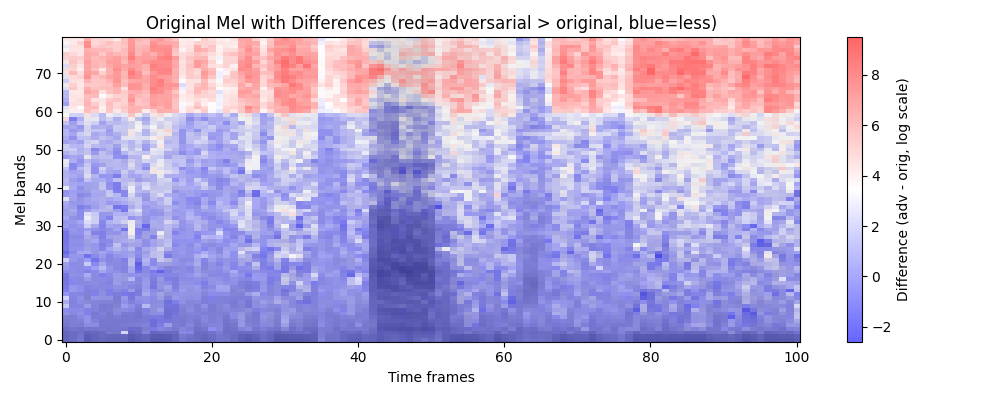 Original Mel with Differences (red=adversarial > original, blue=less)
Mel bands
70
60
50
40
30
20
10
0
0 20 40 60 80 100
Time frames
8
6
4
2
0
−2
Difference (adv - orig, log scale)